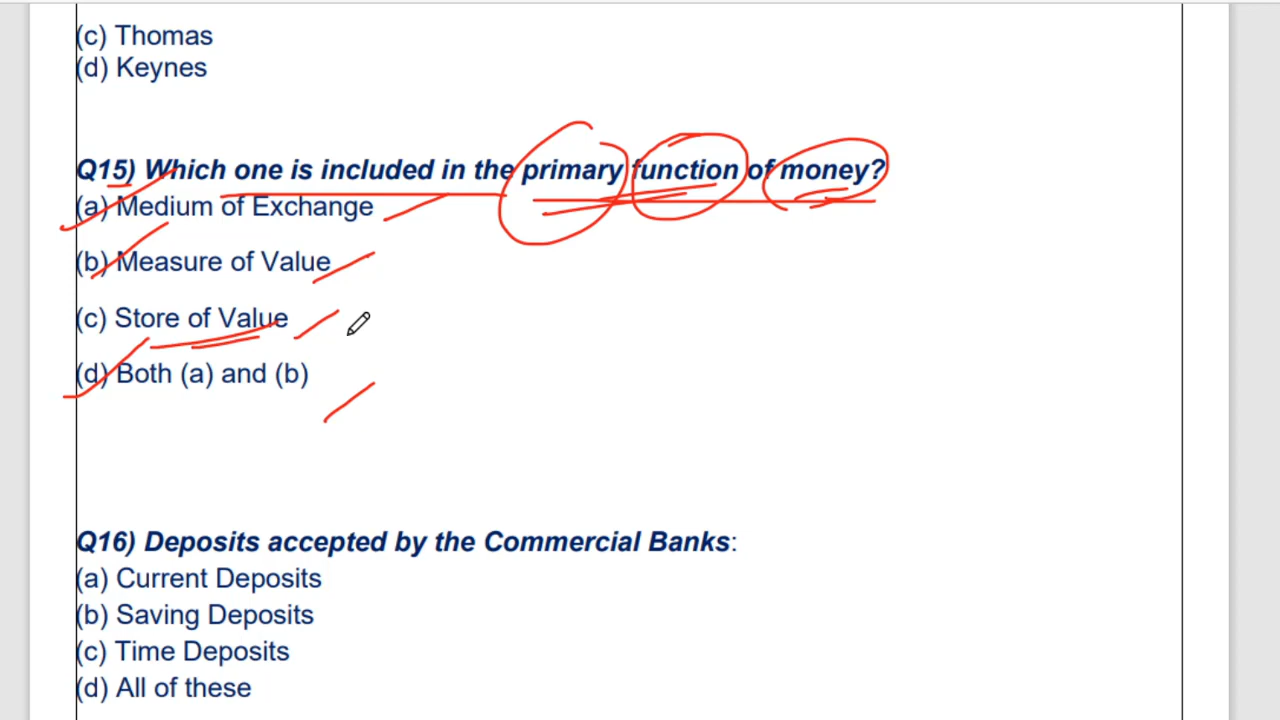 (c) Thomas
(d) Keynes
Q15) Which one is included in the primary function of money?
(a) Medium of Exchange
(b) Measure of Value
(c) Store of Value
(d) Both (a) and (b)
Q16) Deposits accepted by the Commercial Banks:
(a) Current Deposits
(b) Saving Deposits
(c) Time Deposits
(d) All of these